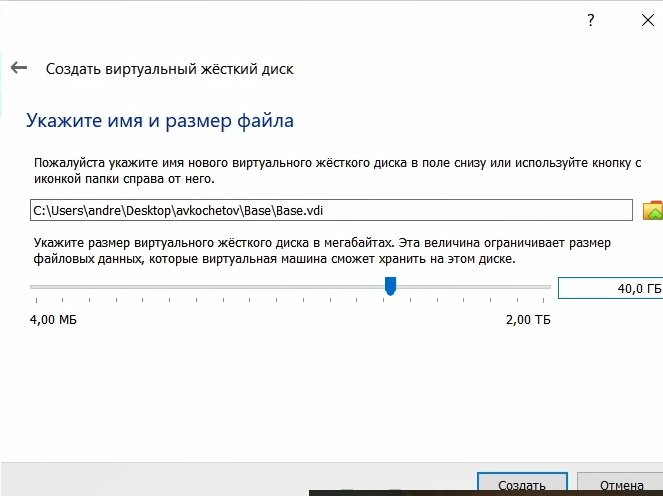 ?
Создать виртуальный жёсткий диск
Укажите имя и размер файла
Пожалуйста укажите имя нового виртуального жёсткого диска в поле снизу или используйте кнопку с
иконкой папки справа от него.
C:\Users\andre\Desktop\avkochetov\Base\Base.vdi
Укажите размер виртуального жёсткого диска в мегабайтах. Эта величина ограничивает размер
файловых данных, которые виртуальная машина сможет хранить на этом диске.
40,0 ГБ
4,00 МБ 2,00 ТБ
Создать Отмена